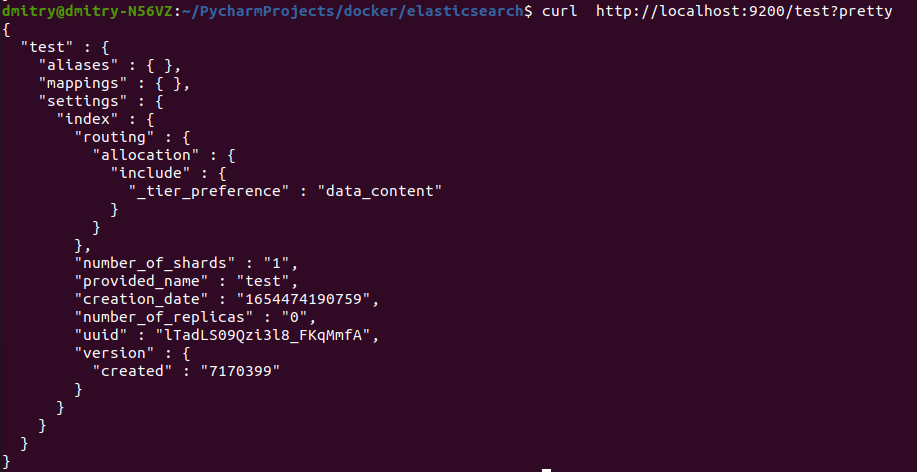 dmitry@dmitry-N56VZ:~/PycharmProjects/docker/elasticsearch$ curl  http://localhost:9200/test?pretty
{
  "test" : {
    "aliases" : { },
    "mappings" : { },
    "settings" : {
      "index" : {
        "routing" : {
          "allocation" : {
            "include" : {
              "_tier_preference" : "data_content"
            }
          }
        },
        "number_of_shards" : "1",
        "provided_name" : "test",
        "creation_date" : "1654474190759",
        "number_of_replicas" : "0",
        "uuid" : "lTadLS09Qzi3l8_FKqMmfA",
        "version" : {
          "created" : "7170399"
        }
      }
    }
  }
}